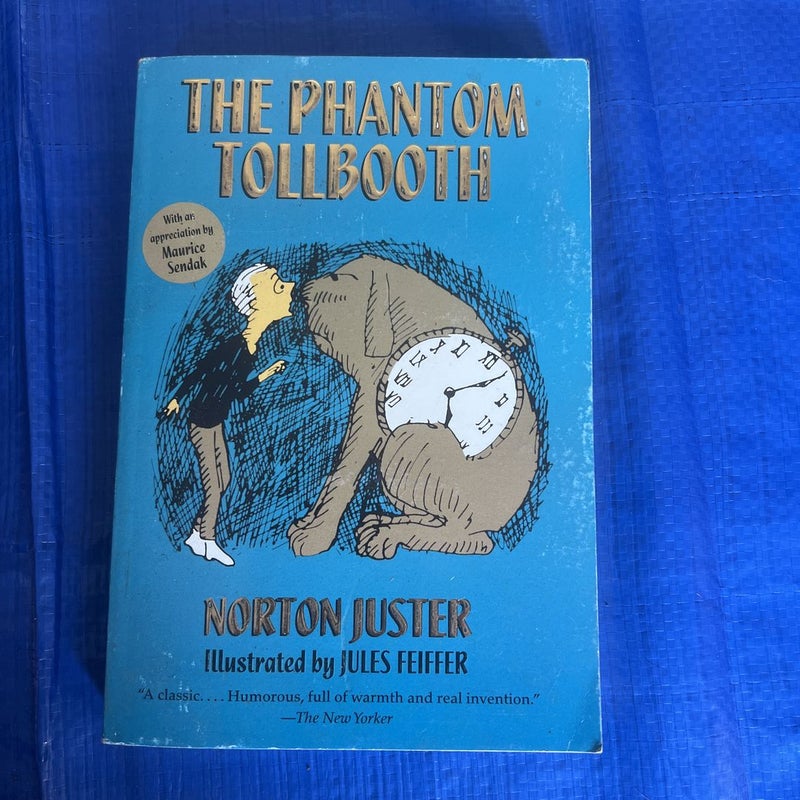 THE PHANTOM
TOLLBOOTH
With an
appreciation by
Maurice
Sendak
NORTON JUSTER
Illustrated by JULES FEIFFER
“A classic. . . . Humorous, full of warmth and real invention.”
—The New Yorker